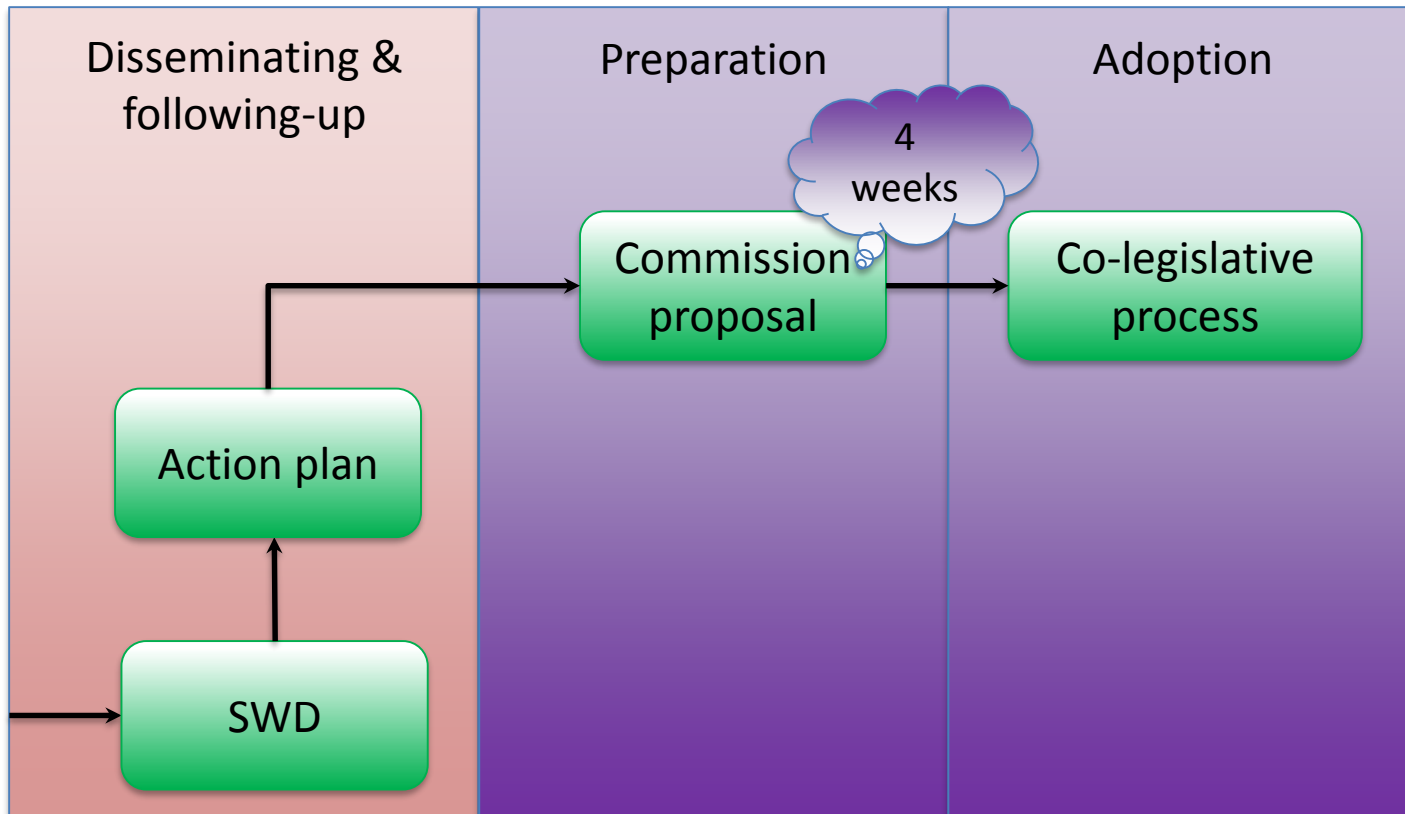 Disseminating &
following-up
Preparation
Adoption
4
weeks
Commission
proposal
Co-legislative
process
Action plan
SWD